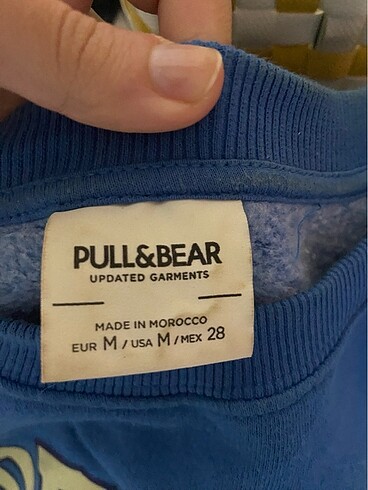 PULL&BEAR
UPDATED GARMENTS
MADE IN MOROCCO
EUR M / USA M / MEX 28